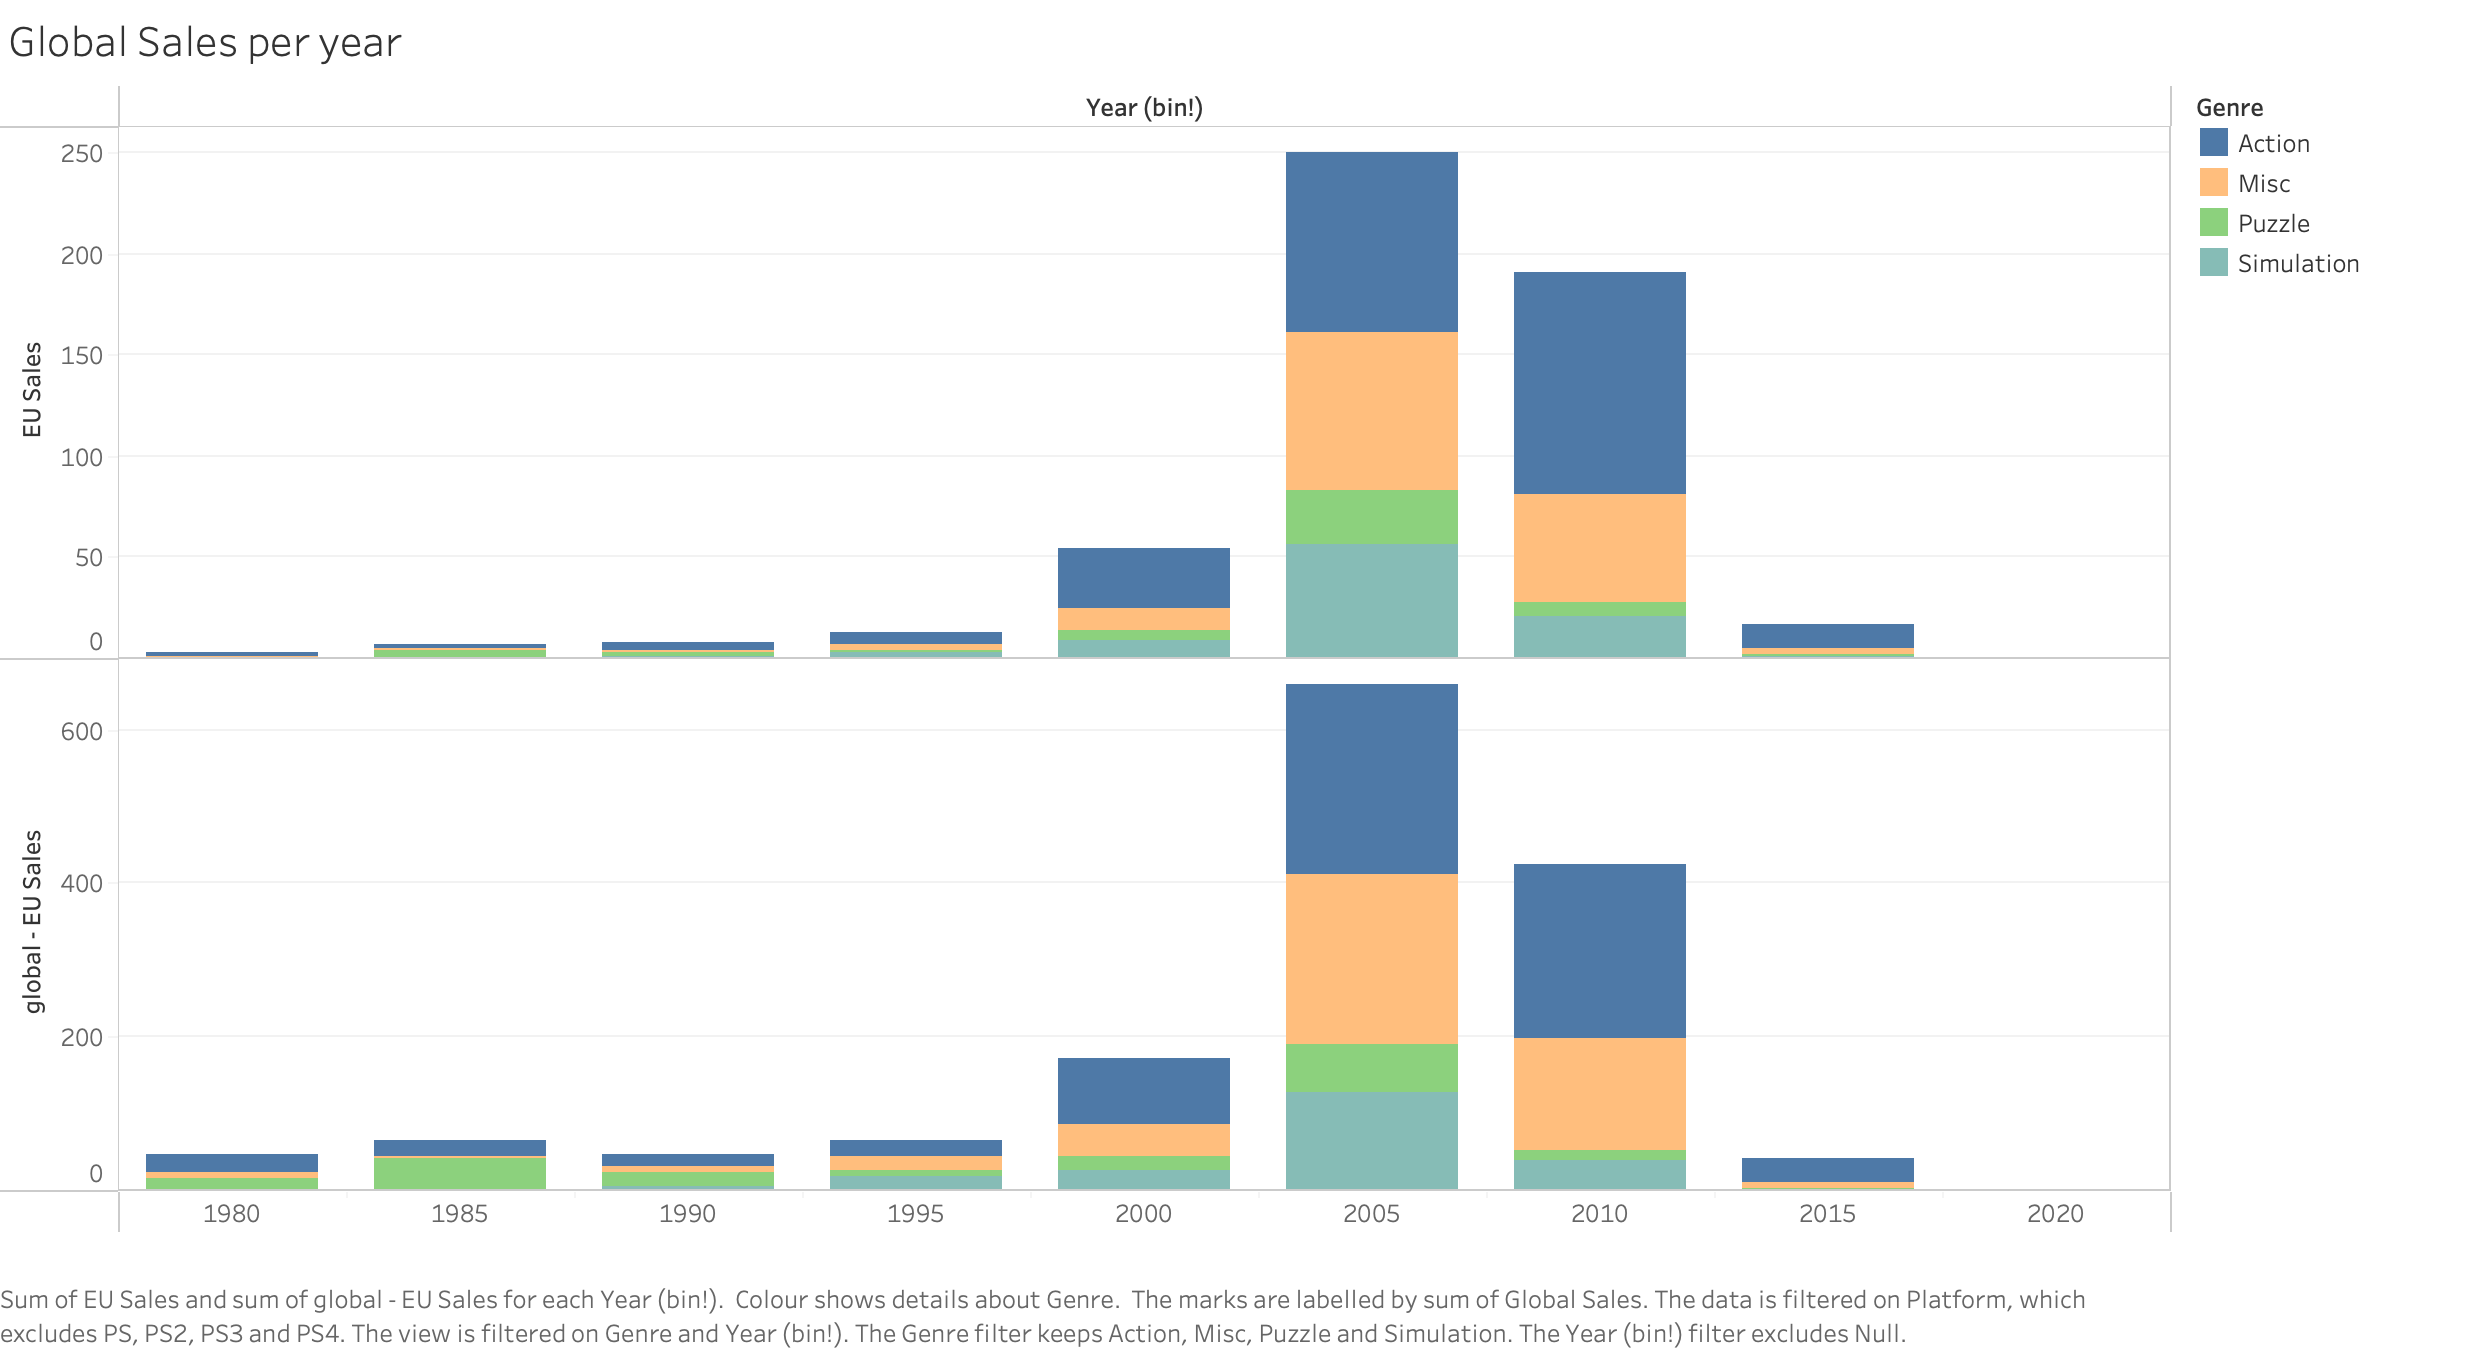 Global Sales per year
Year (bin!)
Genre
Action
Misc
Puzzle
Simulation
EU Sales
250
200
150
100
50
0
global - EU Sales
600
400
200
0
1980 1985 1990 1995 2000 2005 2010 2015 2020
Sum of EU Sales and sum of global - EU Sales for each Year (bin!).  Colour shows details about Genre.  The marks are labelled by sum of Global Sales. The data is filtered on Platform, which
excludes PS, PS2, PS3 and PS4. The view is filtered on Genre and Year (bin!). The Genre filter keeps Action, Misc, Puzzle and Simulation. The Year (bin!) filter excludes Null.